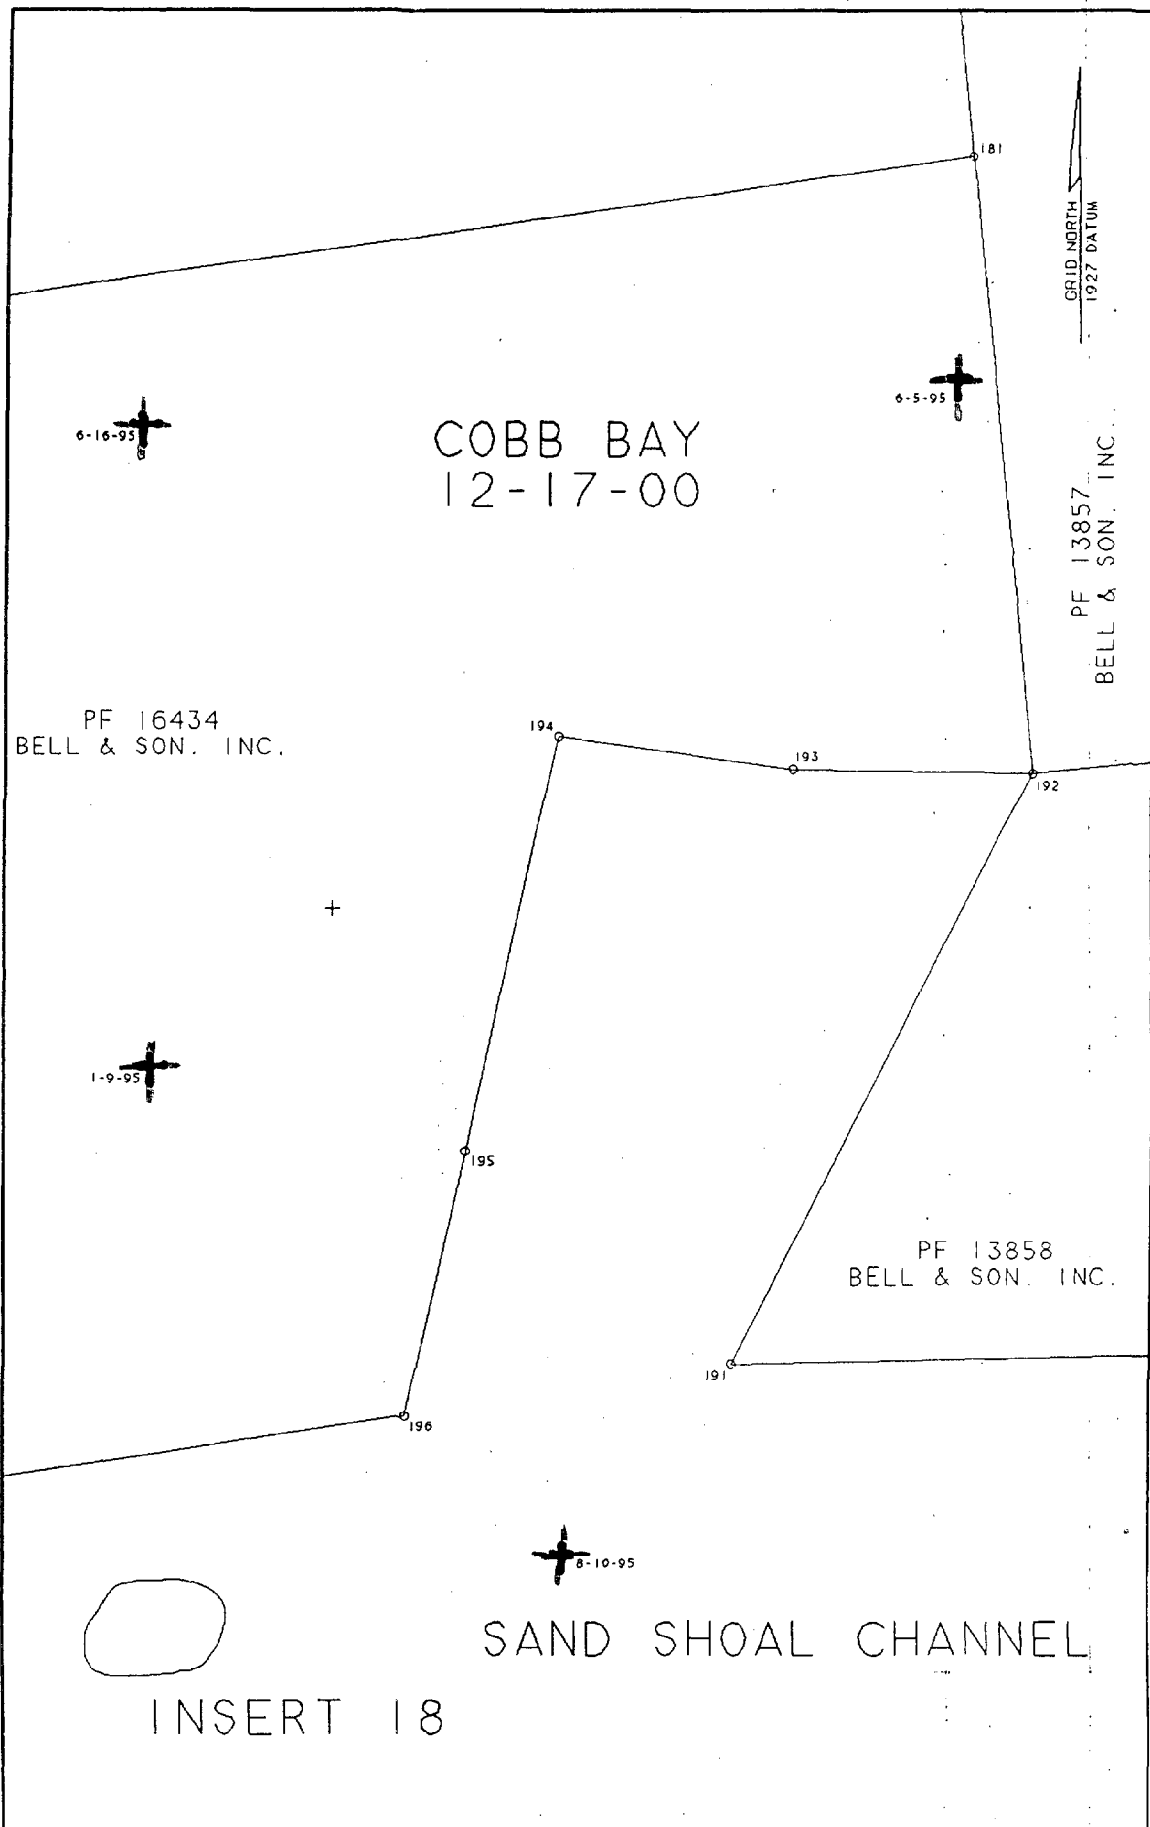 181
GRID NORTH
1927 DATUM
6-5-95
6-16-95
COBB BAY
12-17-00
PF 13857
BELL & SON. INC.
PF 16434
BELL & SON. INC.
194
193
192
1-9-95
195
PF 13858
BELL & SON. INC.
191
196
8-10-95
SAND SHOAL CHANNEL
INSERT 18